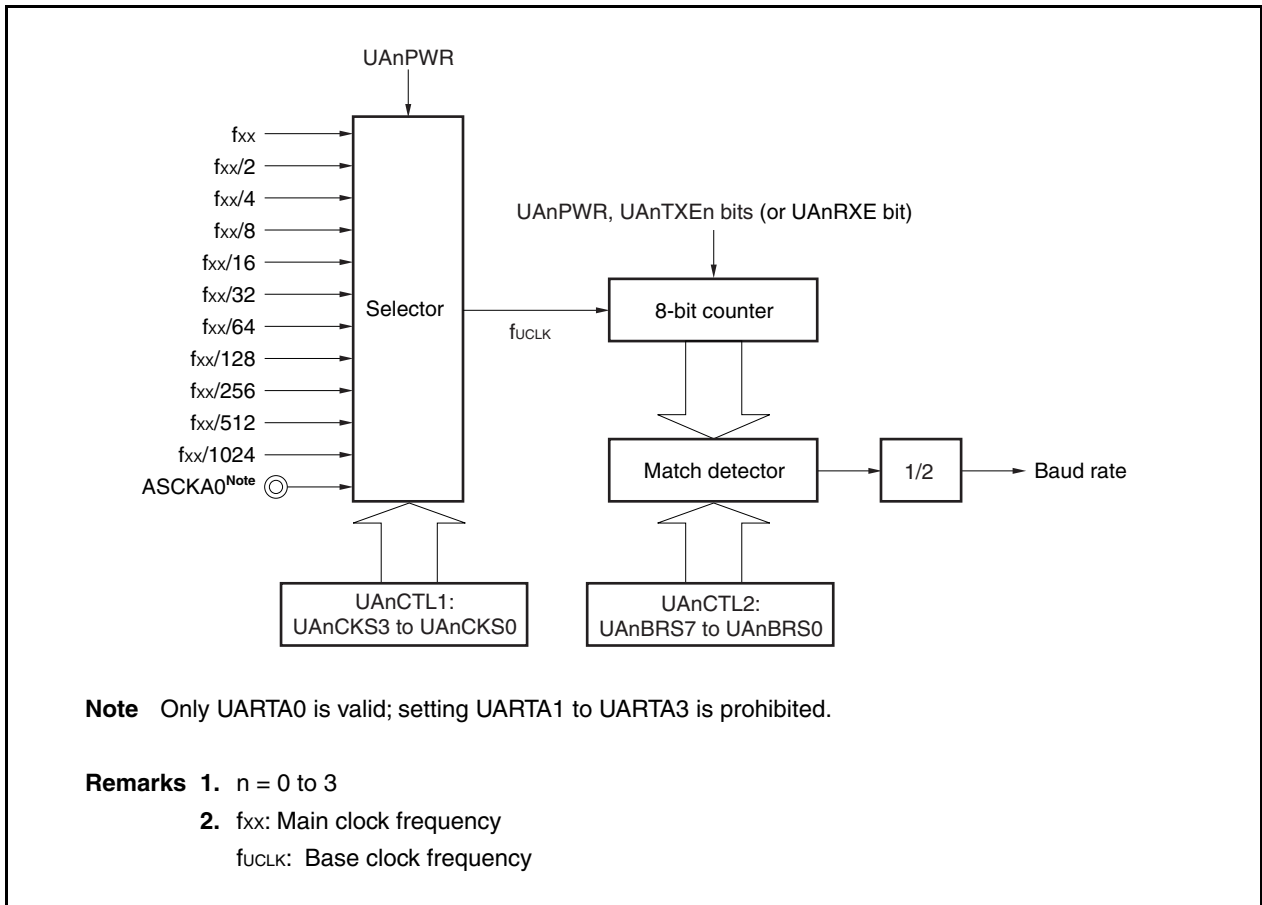 UAnPWR
fxx
fxx/2
fxx/4
fxx/8
fxx/16
fxx/32
fxx/64
fxx/128
fxx/256
fxx/512
fxx/1024
ASCKA0Note
Selector
fUCLK
UAnPWR, UAnTXEn bits (or UAnRXE bit)
8-bit counter
Match detector
1/2
Baud rate
UAnCTL1:
UAnCKS3 to UAnCKS0
UAnCTL2:
UAnBRS7 to UAnBRS0
Note Only UARTA0 is valid; setting UARTA1 to UARTA3 is prohibited.
Remarks 1. n = 0 to 3
2. fxx: Main clock frequency
fUCLK: Base clock frequency